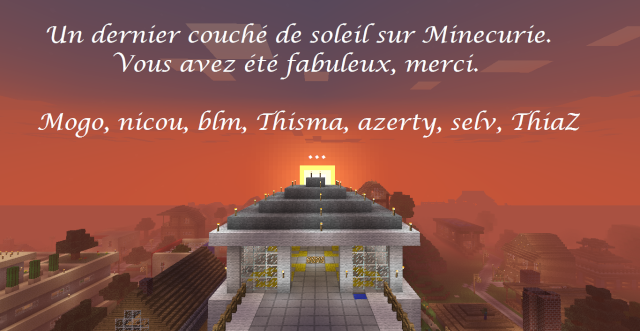 Un dernier couché de soleil sur Minecurie.
Vous avez été fabuleux, merci.
Mogo, nicou, blm, Thisma, azerty, selv, ThiaZ
...